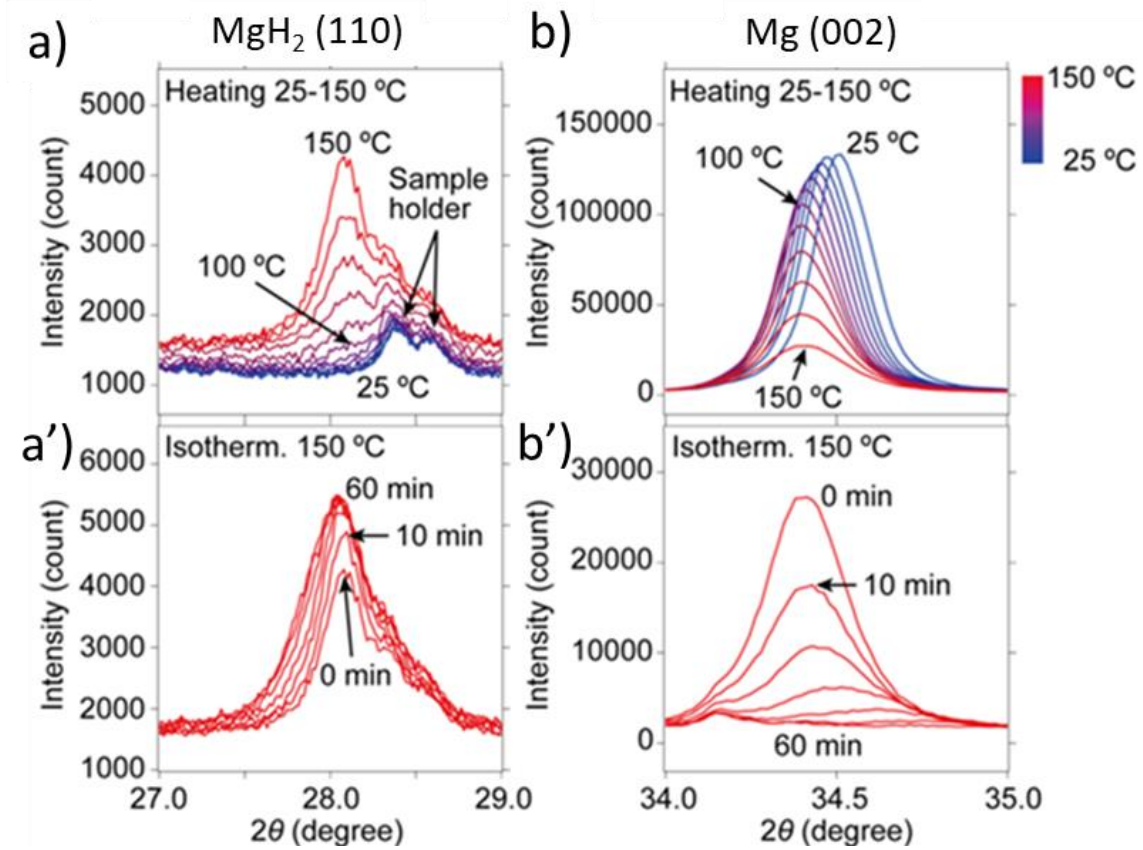 a)
MgH₂ (110)
b)
Mg (002)
Heating 25-150 ºC
150 ºC
Sample
holder
100 ºC
25 ºC
Intensity (count)
5000
4000
3000
2000
1000
Heating 25-150 ºC
100 ºC
25 ºC
150 ºC
Intensity (count)
150000
100000
50000
0
150 ºC
25 ºC
a’)
Isotherm. 150 ºC
60 min
10 min
0 min
Intensity (count)
6000
5000
4000
3000
2000
1000
27.0 28.0 29.0
2θ (degree)
b’)
Isotherm. 150 ºC
0 min
10 min
60 min
Intensity (count)
30000
20000
10000
0
34.0 34.5 35.0
2θ (degree)